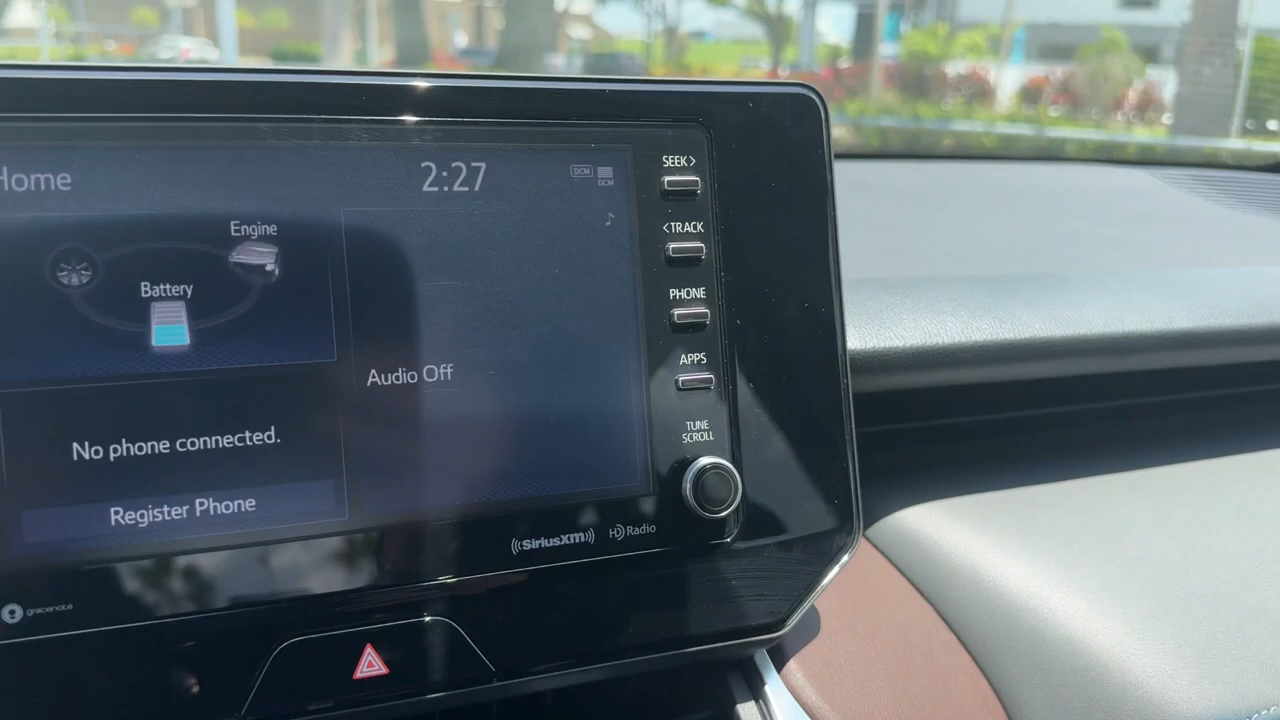 Home
2:27
DCM
DCM
Engine
Battery
Audio Off
No phone connected.
Register Phone
SEEK>
<TRACK
PHONE
APPS
TUNE
SCROLL
((SiriusXM))
HD Radio
gracenote